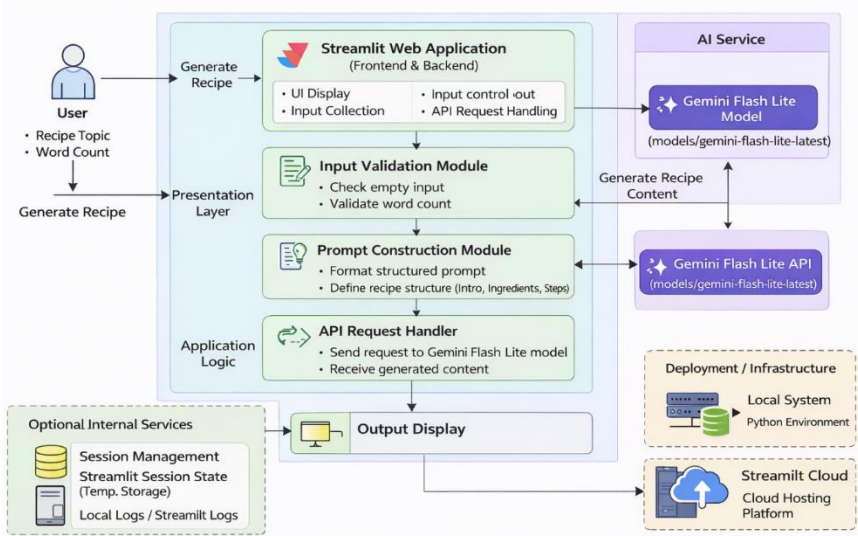 User
• Recipe Topic
• Word Count
Generate Recipe
Generate
Recipe
Presentation
Layer
Application
Logic
Streamlit Web Application
(Frontend & Backend)
• UI Display
• Input Collection
• Input control out
• API Request Handling
Input Validation Module
• Check empty input
• Validate word count
Prompt Construction Module
• Format structured prompt
• Define recipe structure (Intro, Ingredients, Steps)
API Request Handler
• Send request to Gemini Flash Lite model
• Receive generated content
Output Display
AI Service
Gemini Flash Lite
Model
(models/gemini-flash-lite-latest)
Generate Recipe
Content
Gemini Flash Lite API
(models/gemini-flash-lite-latest)
Deployment / Infrastructure
Local System
Python Environment
Streamilt Cloud
Cloud Hosting
Platform
Optional Internal Services
Session Management
Streamlit Session State
(Temp. Storage)
Local Logs / Streamilt Logs